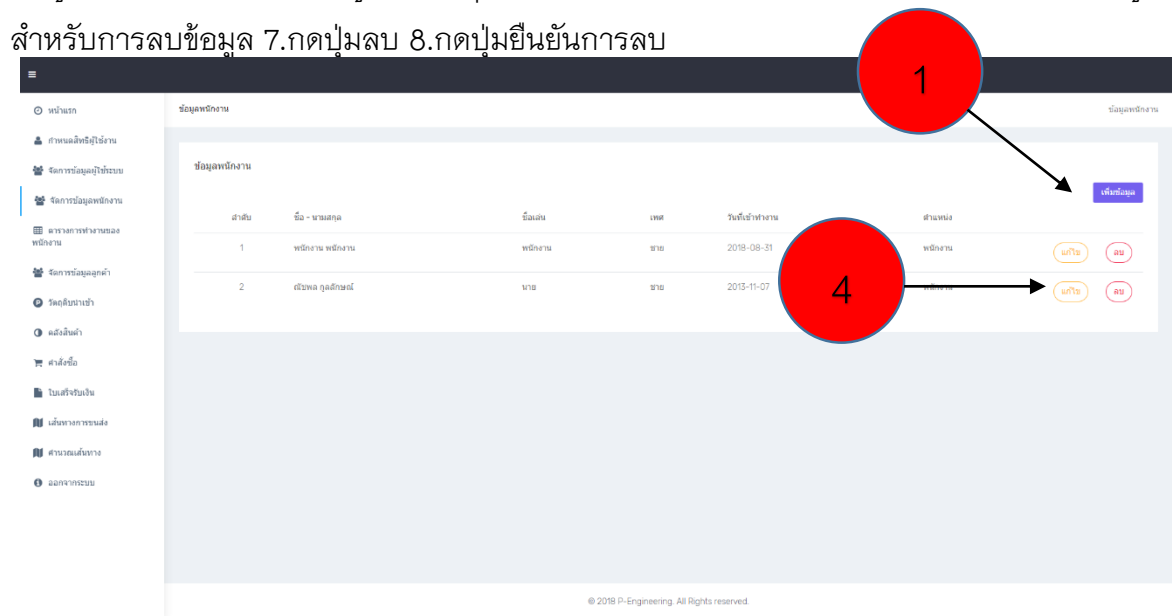 สำหรับการลบข้อมูล 7.กดปุ่มลบ 8.กดปุ่มยืนยันการลบ
1
หน้าแรก
ข้อมูลพนักงาน
ข้อมูลพนักงาน
กำหนดสิทธิผู้ใช้งาน
จัดการข้อมูลผู้ใช้ระบบ
จัดการข้อมูลพนักงาน
ตารางการทำงานของ
พนักงาน
จัดการข้อมูลลูกค้า
วัตถุดิบนำเข้า
คลังสินค้า
คำสั่งซื้อ
ใบเสร็จรับเงิน
เส้นทางการขนส่ง
คำนวณเส้นทาง
ออกจากระบบ
ข้อมูลพนักงาน
เพิ่มข้อมูล
ลำดับ ชื่อ - นามสกุล ชื่อเล่น เพศ วันที่เข้าทำงาน ตำแหน่ง
1 พนักงาน พนักงาน พนักงาน ชาย 2018-08-31 พนักงาน แก้ไข ลบ
2 ณัชพล กุลลักษณ์ นาย ชาย 2013-11-07 พนักงาน แก้ไข ลบ
4
© 2018 P-Engineering. All Rights reserved.